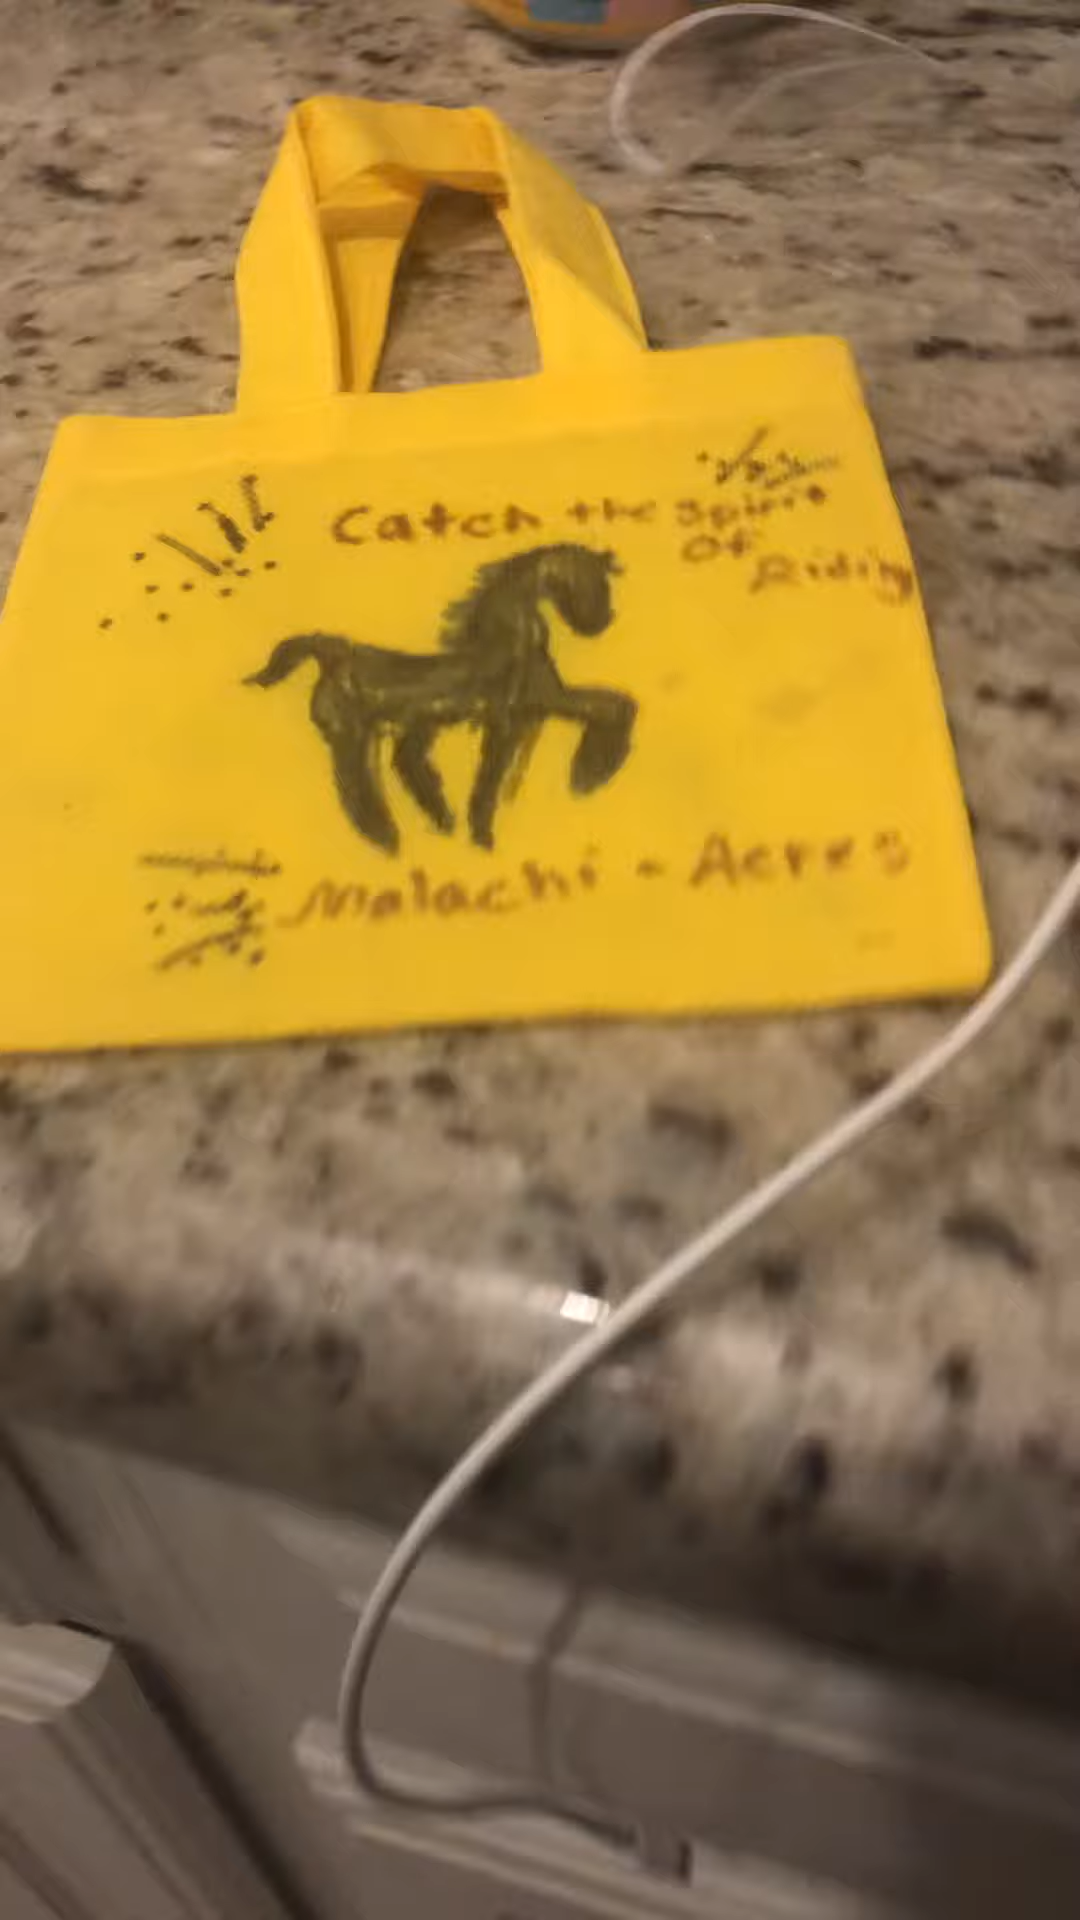 Catch the Spirit
Of
Riding
Malachi - Acres